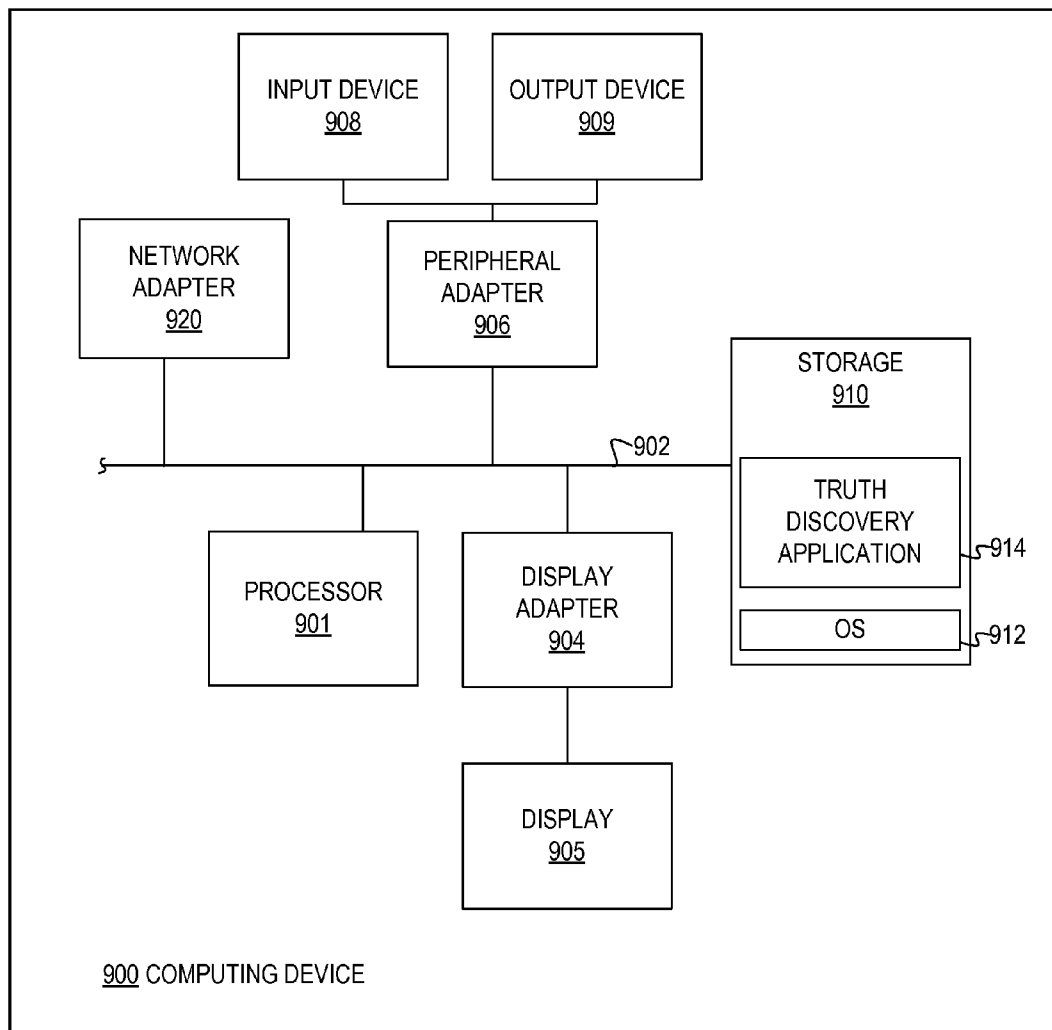 INPUT DEVICE
908
OUTPUT DEVICE
909
NETWORK
ADAPTER
920
PERIPHERAL
ADAPTER
906
STORAGE
910
902
TRUTH
DISCOVERY
APPLICATION
914
PROCESSOR
901
DISPLAY
ADAPTER
904
OS
912
DISPLAY
905
900 COMPUTING DEVICE